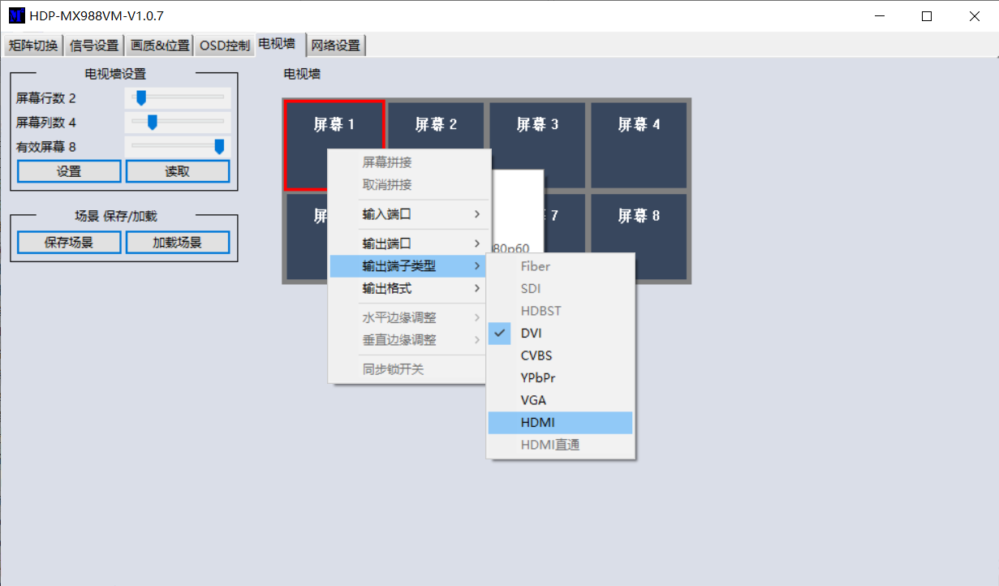 HDP-MX988VM-V1.0.7
矩阵切换 信号设置 画质&位置 OSD控制 电视墙 网络设置
电视墙设置
屏幕行数 2
屏幕列数 4
有效屏幕 8
设置 读取
场景 保存/加载
保存场景 加载场景
电视墙
屏幕 1 屏幕 2 屏幕 3 屏幕 4
屏 7 屏幕 8
80p60
屏幕拼接
取消拼接
输入端口
输出端口
输出端子类型
输出格式
水平边缘调整
垂直边缘调整
同步锁开关
Fiber
SDI
HDBST
DVI
CVBS
YPbPr
VGA
HDMI
HDMI直通